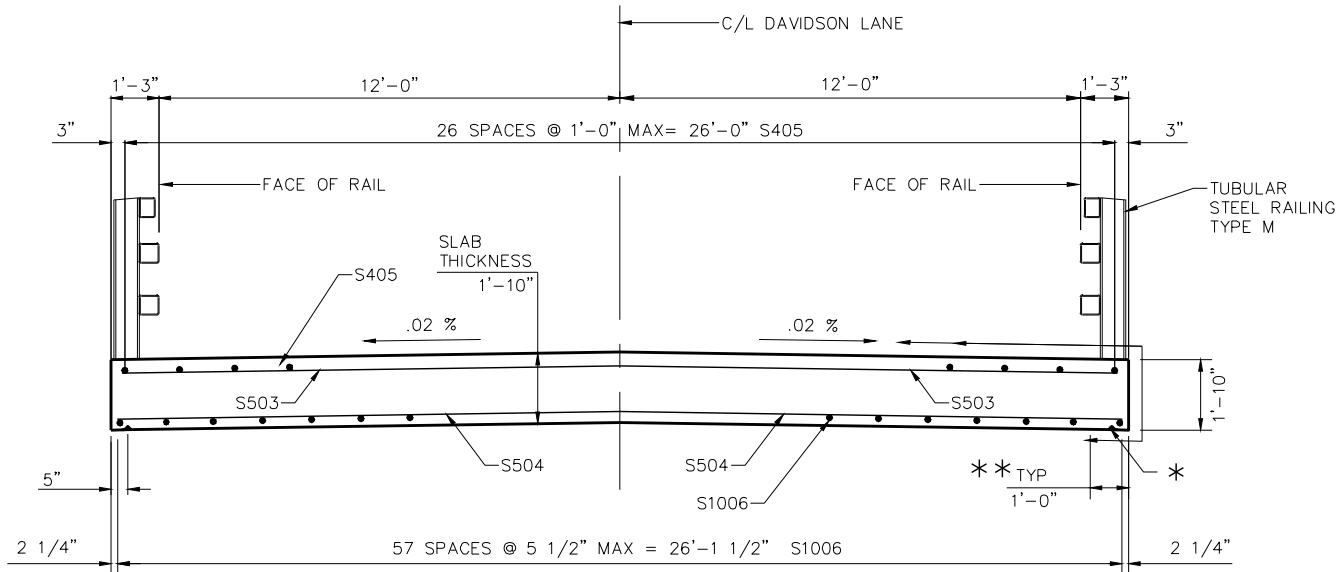 C/L DAVIDSON LANE
1'-3"
12'-0"
12'-0"
1'-3"
3"
26 SPACES @ 1'-0" MAX= 26'-0" S405
3"
FACE OF RAIL
FACE OF RAIL
TUBULAR
STEEL RAILING
TYPE M
SLAB
THICKNESS
1'-10"
S405
.02 %
.02 %
S503
S503
1'-10"
S504
S504
S1006
5"
** TYP
1'-0"
*
2 1/4"
57 SPACES @ 5 1/2" MAX = 26'-1 1/2" S1006
2 1/4"